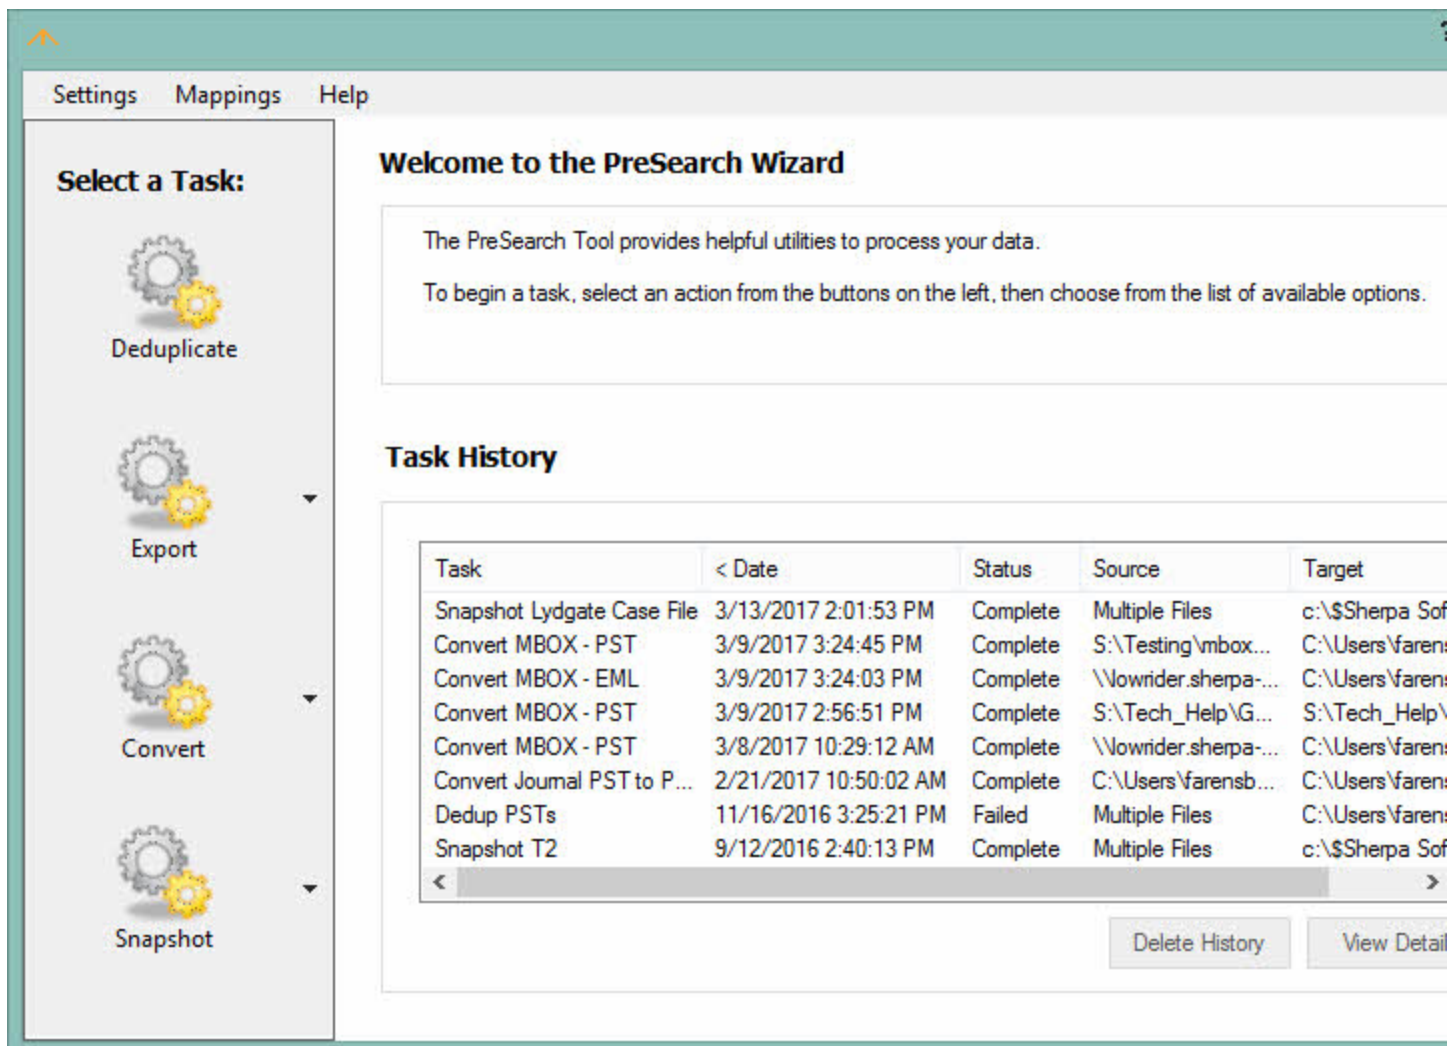 ?
Settings Mappings Help
Select a Task:
Deduplicate
Export
Convert
Snapshot
Welcome to the PreSearch Wizard
The PreSearch Tool provides helpful utilities to process your data.
To begin a task, select an action from the buttons on the left, then choose from the list of available options.
Task History
Task < Date Status Source Target
Snapshot Lydgate Case File 3/13/2017 2:01:53 PM Complete Multiple Files c:\$Sherpa Sof
Convert MBOX - PST 3/9/2017 3:24:45 PM Complete S:\Testing\mbox... C:\Users\farens
Convert MBOX - EML 3/9/2017 3:24:03 PM Complete \\lowrider.sherpa-... C:\Users\farens
Convert MBOX - PST 3/9/2017 2:56:51 PM Complete S:\Tech_Help\G... S:\Tech_Help\
Convert MBOX - PST 3/8/2017 10:29:12 AM Complete \\lowrider.sherpa-... C:\Users\farens
Convert Journal PST to P... 2/21/2017 10:50:02 AM Complete C:\Users\farensb... C:\Users\farens
Dedup PSTs 11/16/2016 3:25:21 PM Failed Multiple Files C:\Users\farens
Snapshot T2 9/12/2016 2:40:13 PM Complete Multiple Files c:\$Sherpa Sof
Delete History View Detail